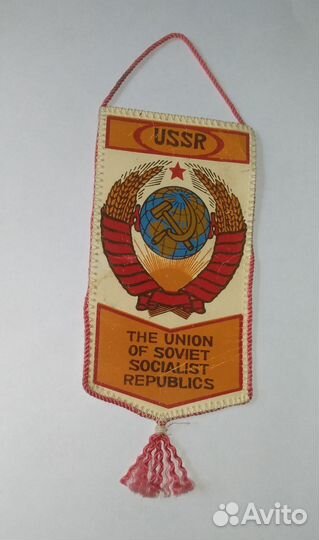 USSR
THE UNION
OF SOVIET
SOCIALIST
REPUBLICS
Avito